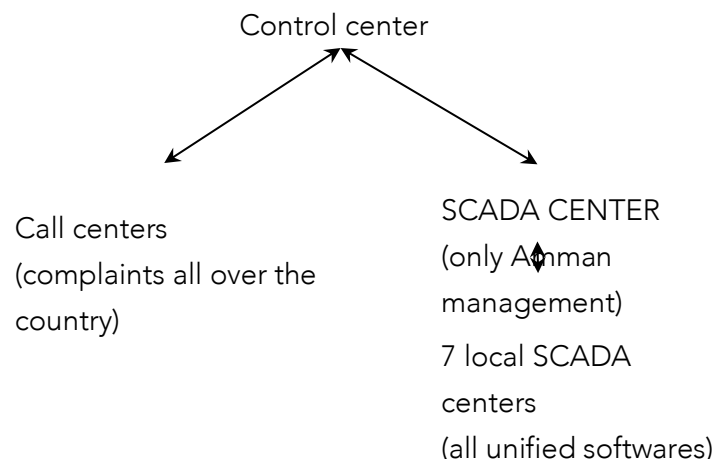 Control center
Call centers
(complaints all over the
country)
SCADA CENTER
(only Amman
management)
7 local SCADA
centers
(all unified softwares)